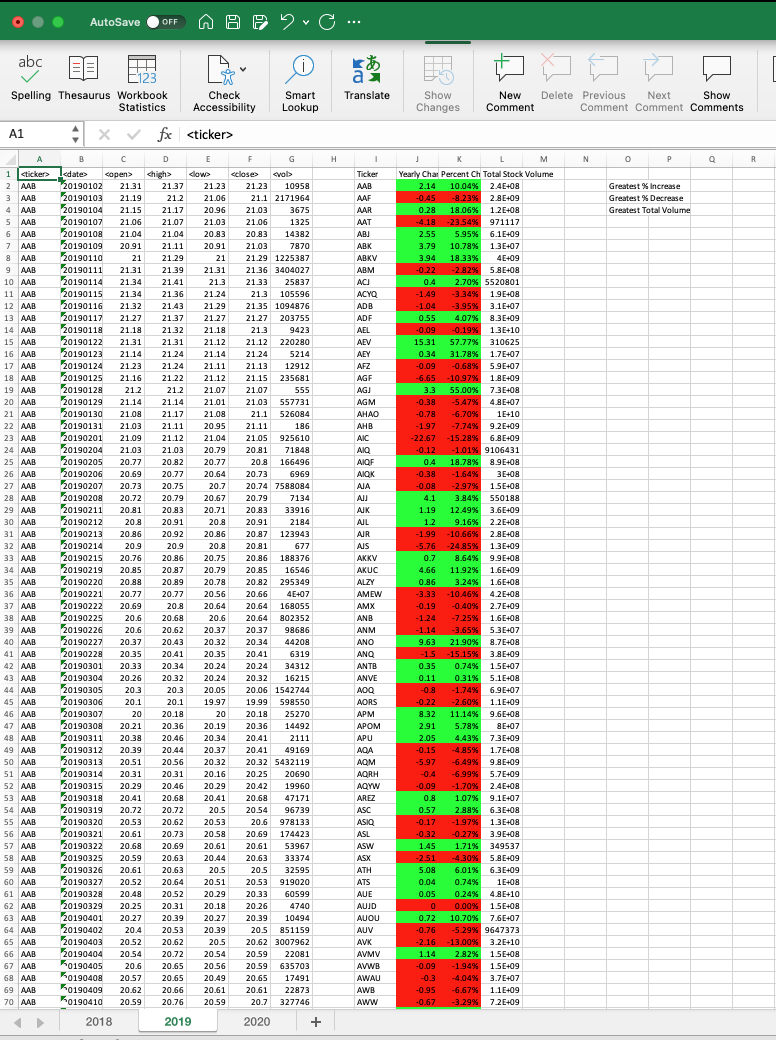 AutoSave OFF
abc
Spelling Thesaurus Workbook Statistics Check Accessibility Smart Lookup Translate Show Changes New Comment Delete Previous Comment Next Comment Show Comments
A1 fx <ticker>
A B C D E F G H I J K L M N O P Q R
1 <ticker> <date> <open> <high> <low> <close> <vol> Ticker Yearly Chan Percent Ch Total Stock Volume
2 AAB 20190102 21.31 21.37 21.23 21.23 10958 AAB 2.14 10.04% 2.4E+08 Greatest % Increase
3 AAB 20190103 21.19 21.2 21.06 21.1 2171964 AAF -0.45 -8.23% 2.8E+09 Greatest % Decrease
4 AAB 20190104 21.15 21.17 20.96 21.03 3675 AAR 0.28 18.06% 1.2E+08 Greatest Total Volume
5 AAB 20190107 21.06 21.07 21.03 21.06 1325 AAT -4.18 -23.54% 971117
6 AAB 20190108 21.04 21.04 20.83 20.83 14382 ABJ 2.55 5.95% 6.1E+09
7 AAB 20190109 20.91 21.11 20.91 21.03 7870 ABK 3.79 10.78% 1.3E+07
8 AAB 20190110 21 21.29 21 21.29 1225387 ABKV 3.94 18.33% 4E+09
9 AAB 20190111 21.31 21.39 21.31 21.36 3404027 ABM -0.22 -2.82% 5.8E+08
10 AAB 20190114 21.34 21.41 21.3 21.33 25837 ACJ 0.4 2.70% 5520801
11 AAB 20190115 21.34 21.36 21.24 21.3 105596 ACYQ -1.49 -3.34% 1.9E+08
12 AAB 20190116 21.32 21.43 21.29 21.35 1094876 ADB -1.04 -3.95% 3.1E+07
13 AAB 20190117 21.27 21.37 21.27 21.27 203755 ADF 0.55 4.07% 8.3E+09
14 AAB 20190118 21.18 21.32 21.18 21.3 9423 AEL -0.09 -0.19% 1.3E+10
15 AAB 20190122 21.31 21.31 21.12 21.12 220280 AEV 15.31 57.77% 310625
16 AAB 20190123 21.14 21.24 21.14 21.24 5214 AEY 0.34 31.78% 1.7E+07
17 AAB 20190124 21.23 21.24 21.11 21.13 12912 AFZ -0.09 -0.68% 5.9E+07
18 AAB 20190125 21.16 21.22 21.12 21.15 235681 AGF -6.65 -10.97% 1.8E+09
19 AAB 20190128 21.2 21.2 21.07 21.07 555 AGJ 3.3 55.00% 7.3E+08
20 AAB 20190129 21.14 21.14 21.01 21.03 557731 AGM -0.38 -5.47% 4.8E+07
21 AAB 20190130 21.08 21.17 21.08 21.1 526084 AHAO -0.78 -6.70% 1E+10
22 AAB 20190131 21.03 21.11 20.95 21.11 186 AHB -1.97 -7.74% 9.2E+09
23 AAB 20190201 21.09 21.12 21.04 21.05 925610 AIC -22.67 -15.28% 6.8E+09
24 AAB 20190204 21.03 21.03 20.79 20.81 71848 AIQ -0.12 -1.01% 9106431
25 AAB 20190205 20.77 20.82 20.77 20.8 166496 AIQF 0.4 18.78% 8.9E+08
26 AAB 20190206 20.69 20.77 20.64 20.73 6969 AIQK -0.38 -1.64% 3E+08
27 AAB 20190207 20.73 20.75 20.7 20.74 7588084 AJA -0.08 -2.97% 1.5E+08
28 AAB 20190208 20.72 20.79 20.67 20.79 7134 AJJ 4.1 3.84% 550188
29 AAB 20190211 20.81 20.83 20.71 20.83 33916 AJK 1.19 12.49% 3.6E+09
30 AAB 20190212 20.8 20.91 20.8 20.91 2184 AJL 1.2 9.16% 2.2E+08
31 AAB 20190213 20.86 20.92 20.86 20.87 123943 AJR -1.99 -10.66% 2.8E+08
32 AAB 20190214 20.9 20.9 20.8 20.81 677 AJS -5.76 -24.85% 1.3E+09
33 AAB 20190215 20.76 20.86 20.75 20.86 188376 AKKV 0.7 8.64% 9.9E+08
34 AAB 20190219 20.85 20.87 20.79 20.85 16546 AKUC 4.66 11.92% 1.6E+09
35 AAB 20190220 20.88 20.89 20.78 20.82 295349 ALZY 0.86 3.24% 1.6E+08
36 AAB 20190221 20.77 20.77 20.56 20.66 4E+07 AMEW -3.33 -10.46% 4.2E+08
37 AAB 20190222 20.69 20.8 20.64 20.64 168055 AMX -0.19 -0.40% 2.7E+09
38 AAB 20190225 20.6 20.68 20.6 20.64 802352 ANB -1.24 -7.25% 1.6E+08
39 AAB 20190226 20.6 20.62 20.37 20.37 98686 ANM -1.14 -3.65% 5.3E+07
40 AAB 20190227 20.37 20.43 20.32 20.34 44208 ANO 9.63 21.90% 8.7E+08
41 AAB 20190228 20.35 20.41 20.35 20.41 6319 ANQ -1.5 -15.15% 3.8E+09
42 AAB 20190301 20.33 20.34 20.24 20.24 34312 ANTB 0.35 0.74% 1.5E+07
43 AAB 20190304 20.26 20.32 20.24 20.32 16215 ANVE 0.11 0.31% 5.1E+08
44 AAB 20190305 20.3 20.3 20.05 20.06 1542744 AOQ -0.8 -1.74% 6.9E+07
45 AAB 20190306 20.1 20.1 19.97 19.99 598550 AORS -0.22 -2.60% 1.1E+09
46 AAB 20190307 20 20.18 20 20.18 25270 APM 8.32 11.14% 9.6E+08
47 AAB 20190308 20.21 20.36 20.19 20.36 14492 APOM 2.91 5.78% 8E+07
48 AAB 20190311 20.38 20.46 20.34 20.41 2111 APU 2.05 4.43% 7.3E+09
49 AAB 20190312 20.39 20.44 20.37 20.41 49169 AQA -0.15 -4.85% 1.7E+08
50 AAB 20190313 20.51 20.56 20.32 20.32 5432119 AQM -5.97 -6.49% 9.8E+09
51 AAB 20190314 20.31 20.31 20.16 20.25 20690 AQRH -0.4 -6.99% 5.7E+09
52 AAB 20190315 20.29 20.46 20.29 20.42 19960 AQYW -0.09 -1.70% 2.4E+08
53 AAB 20190318 20.41 20.68 20.41 20.68 47171 AREZ 0.8 1.07% 9.1E+07
54 AAB 20190319 20.72 20.72 20.5 20.54 96739 ASC 0.57 2.88% 6.3E+08
55 AAB 20190320 20.53 20.62 20.53 20.6 978133 ASIQ -0.17 -1.97% 1.3E+08
56 AAB 20190321 20.61 20.73 20.58 20.69 174423 ASL -0.32 -0.27% 3.9E+08
57 AAB 20190322 20.68 20.69 20.61 20.61 53967 ASW 1.45 1.71% 349537
58 AAB 20190325 20.59 20.63 20.44 20.63 33374 ASX -2.51 -4.30% 5.8E+09
59 AAB 20190326 20.61 20.63 20.5 20.5 32595 ATH 5.08 6.01% 6.3E+09
60 AAB 20190327 20.52 20.64 20.51 20.53 919020 ATS 0.04 0.74% 1E+08
61 AAB 20190328 20.48 20.52 20.29 20.33 60599 AUE 0.05 0.24% 4.8E+10
62 AAB 20190329 20.25 20.31 20.18 20.26 4740 AUJD 0 0.00% 1.5E+08
63 AAB 20190401 20.27 20.39 20.27 20.39 10494 AUOU 0.72 10.70% 7.6E+07
64 AAB 20190402 20.4 20.53 20.39 20.5 851159 AUV -0.76 -5.29% 9647373
65 AAB 20190403 20.52 20.62 20.5 20.62 3007962 AVK -2.16 -13.00% 3.2E+10
66 AAB 20190404 20.54 20.72 20.54 20.59 22081 AVMV 1.14 2.82% 1.5E+08
67 AAB 20190405 20.6 20.65 20.56 20.59 635703 AVWB -0.09 -1.94% 1.5E+09
68 AAB 20190408 20.57 20.65 20.49 20.65 17491 AWAU -0.3 -4.04% 3.7E+07
69 AAB 20190409 20.62 20.66 20.61 20.61 22873 AWB -0.95 -6.67% 1.1E+09
70 AAB 20190410 20.59 20.76 20.59 20.7 327746 AWW -0.67 -3.29% 7.2E+09
2018 2019 2020 +